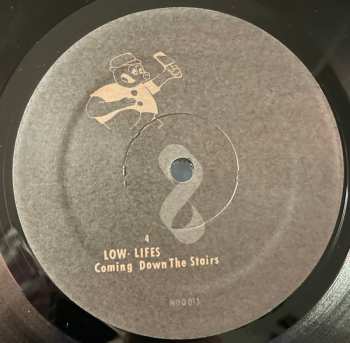 4
LOW- LIFES
Coming Down The Stairs